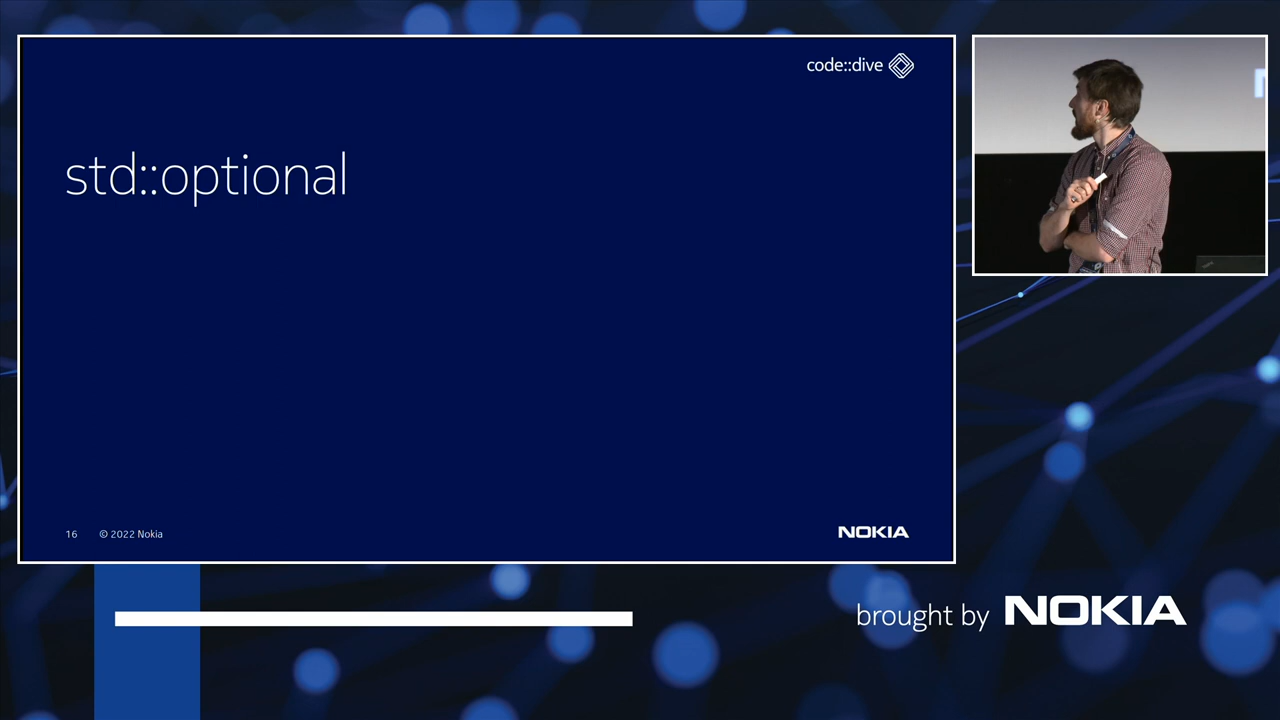 code::dive
std::optional
16 © 2022 Nokia
NOKIA
brought by NOKIA